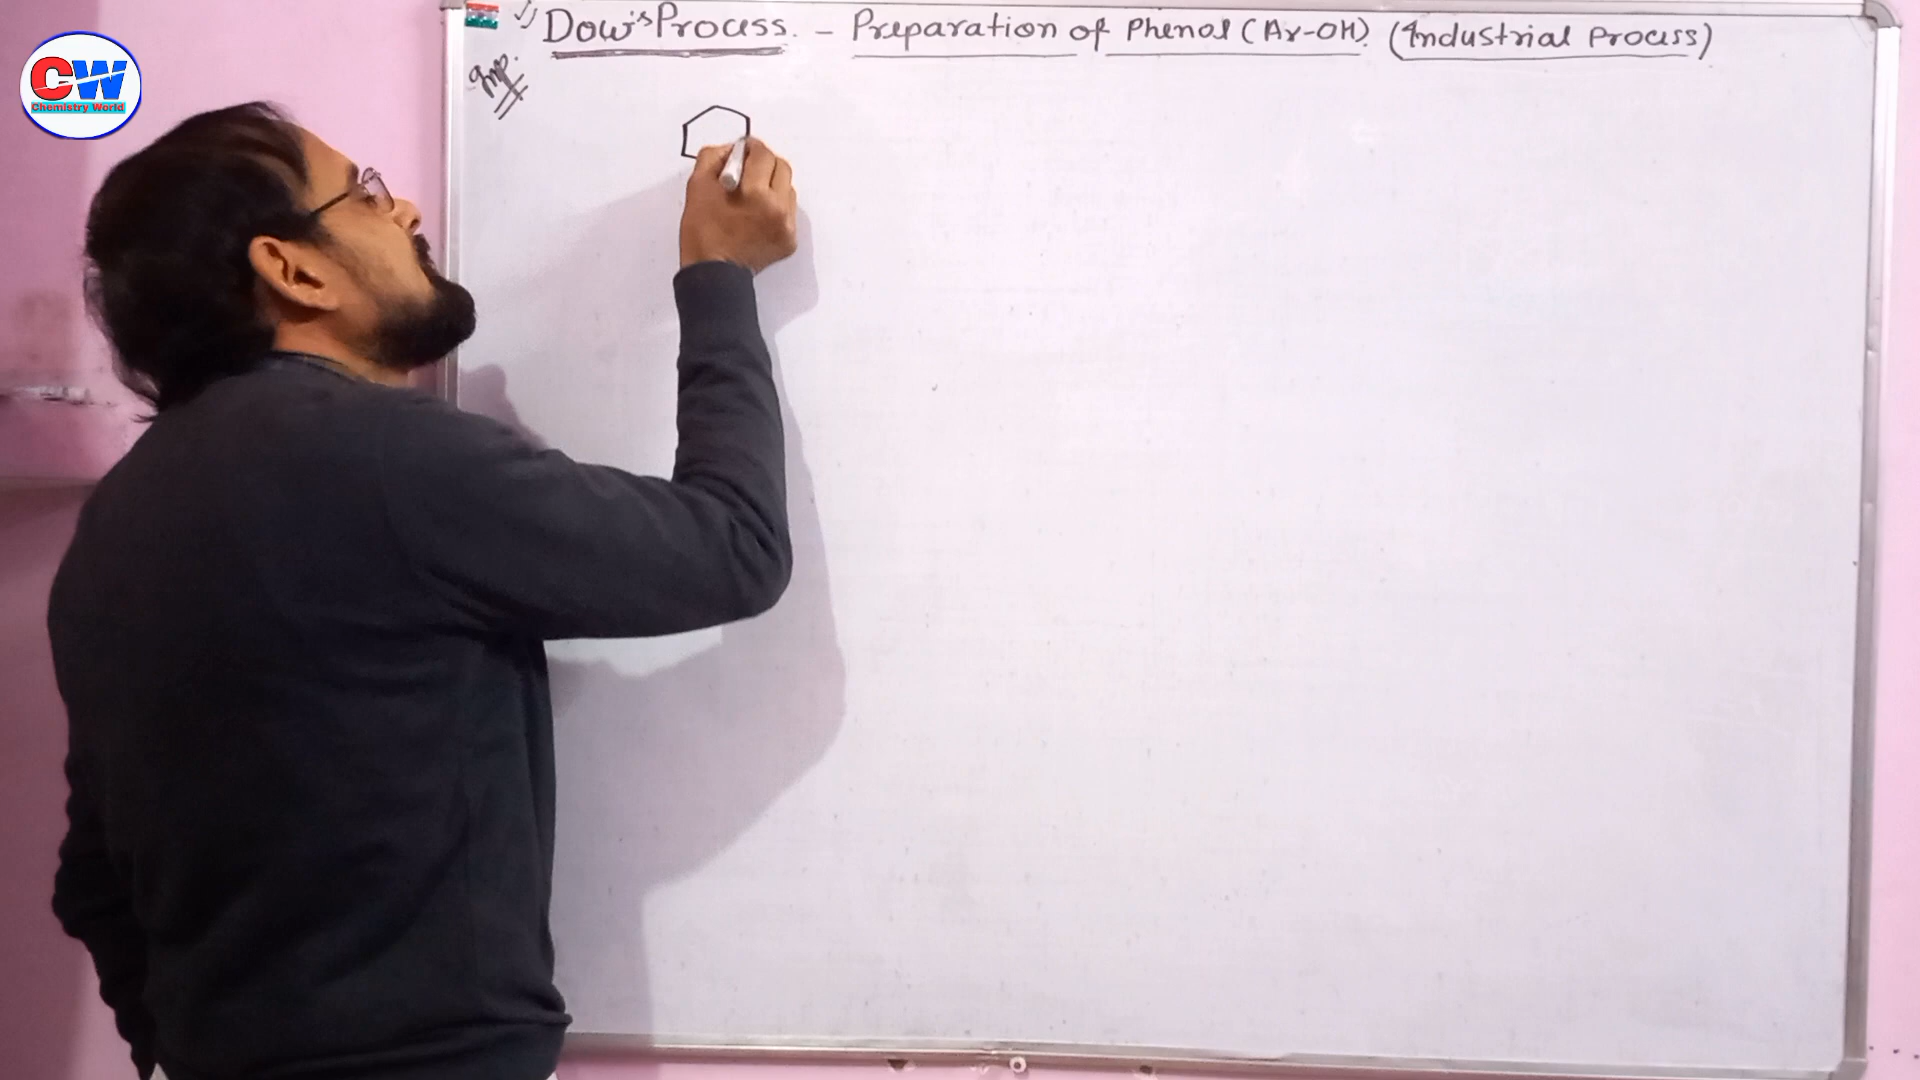 CW
Chemistry World
Dow's Process. - Preparation of Phenol (Ar-OH). (Industrial Process)
Imp.